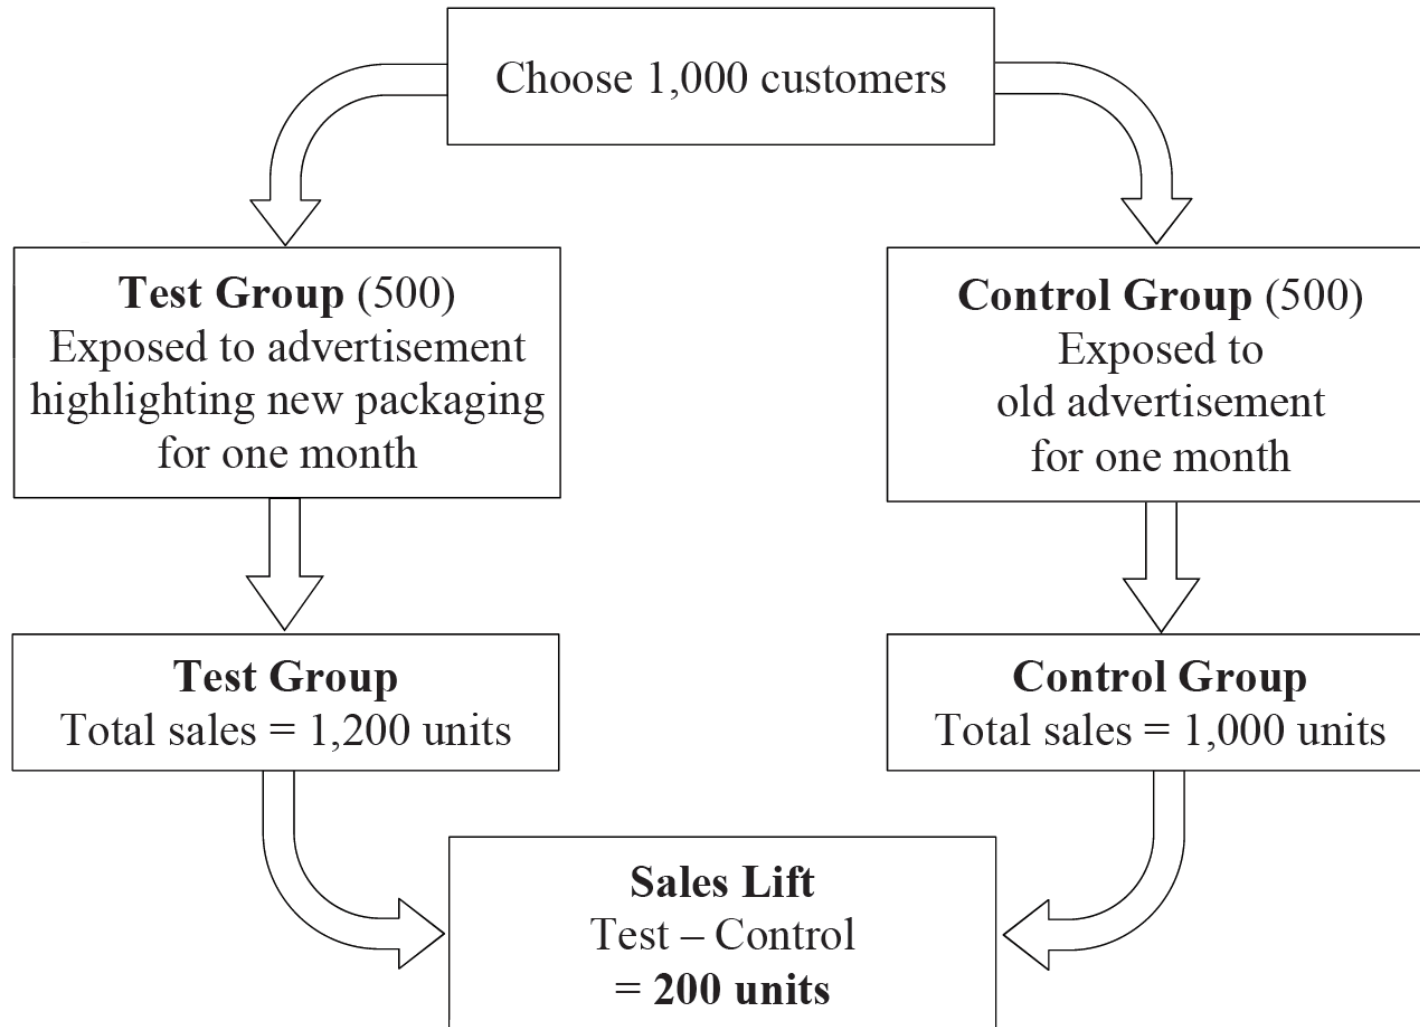 Choose 1,000 customers
Test Group (500)
Exposed to advertisement
highlighting new packaging
for one month
Control Group (500)
Exposed to
old advertisement
for one month
Test Group
Total sales = 1,200 units
Control Group
Total sales = 1,000 units
Sales Lift
Test – Control
= 200 units